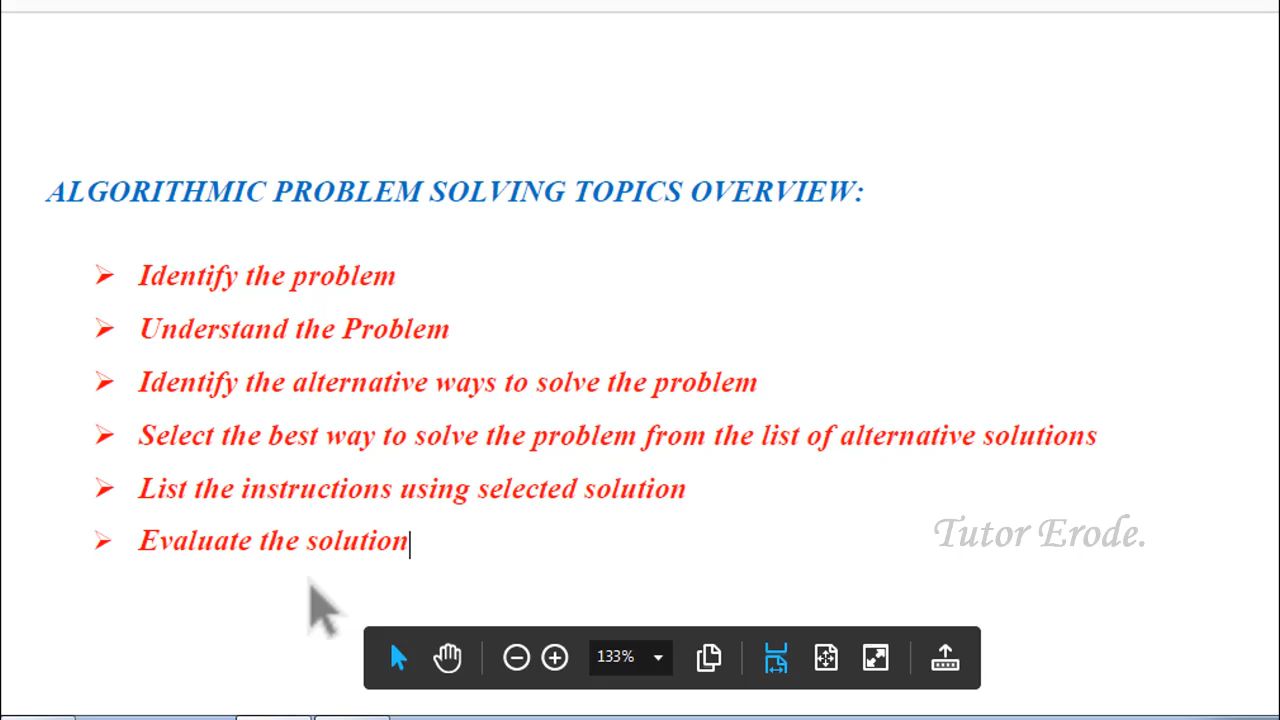 ALGORITHMIC PROBLEM SOLVING TOPICS OVERVIEW:
Identify the problem
Understand the Problem
Identify the alternative ways to solve the problem
Select the best way to solve the problem from the list of alternative solutions
List the instructions using selected solution
Evaluate the solution
Tutor Erode.
133%